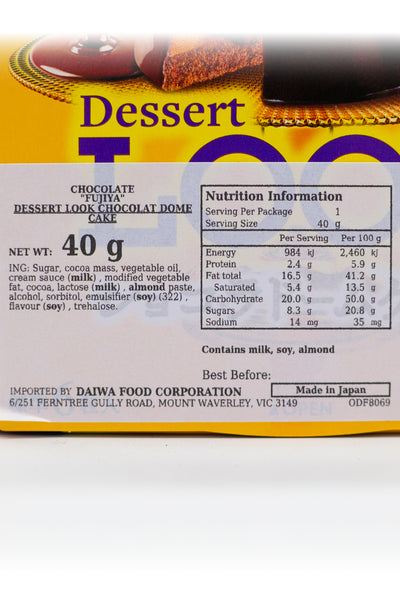 Dessert
LOO
CHOCOLATE
"FUJIYA"
DESSERT LOOK CHOCOLAT DOME
CAKE
NET WT: 40 g
ING: Sugar, cocoa mass, vegetable oil,
cream sauce (milk) , modified vegetable
fat, cocoa, lactose (milk) , almond paste,
alcohol, sorbitol, emulsifier (soy) (322) ,
flavour (soy) , trehalose.
Nutrition Information
Serving Per Package 1
Serving Size 40 g
Per Serving Per 100 g
Energy 984 kJ 2,460 kJ
Protein 2.4 g 5.9 g
Fat total 16.5 g 41.2 g
Saturated 5.4 g 13.5 g
Carbohydrate 20.0 g 50.0 g
Sugars 8.3 g 20.8 g
Sodium 14 mg 35 mg
Contains milk, soy, almond
Best Before:
IMPORTED BY DAIWA FOOD CORPORATION
Made in Japan
6/251 FERNTREE GULLY ROAD, MOUNT WAVERLEY, VIC 3149
ODF8069
OPEN